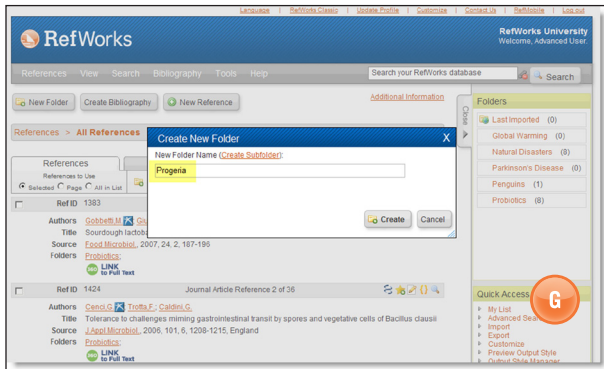 Language | RefWorks Classic | Update Profile | Customize | Contact Us | RefMobile | Log out
RefWorks
RefWorks University
Welcome, Advanced User.
References View Search Bibliography Tools Help
Search your RefWorks database
Search
New Folder
Create Bibliography
New Reference
Additional Information
Close
Folders
Last Imported (0)
Global Warming (0)
Natural Disasters (8)
Parkinson's Disease (0)
Penguins (1)
Probiotics (8)
References > All References
Create New Folder X
New Folder Name (Create Subfolder):
Progeria
Create
Cancel
References
References to Use
Selected Page All in List
Ref ID 1383
Authors Gobbetti,M
Title Sourdough
Source Food Microbiol., 2007, 24, 2, 187-196
Folders Probiotics;
360 LINK
to Full Text
Ref ID 1424 Journal Article Reference 2 of 36
Authors Cenci,G Trotta,F.; Caldini,G.
Title Tolerance to challenges miming gastrointestinal transit by spores and vegetative cells of Bacillus clausii
Source J.Appl.Microbiol., 2006, 101, 6, 1208-1215, England
Folders Probiotics;
360 LINK
to Full Text
Quick Access
G
My List
Advanced
Import
Export
Customize
Preview Output Style
Output Style Manager